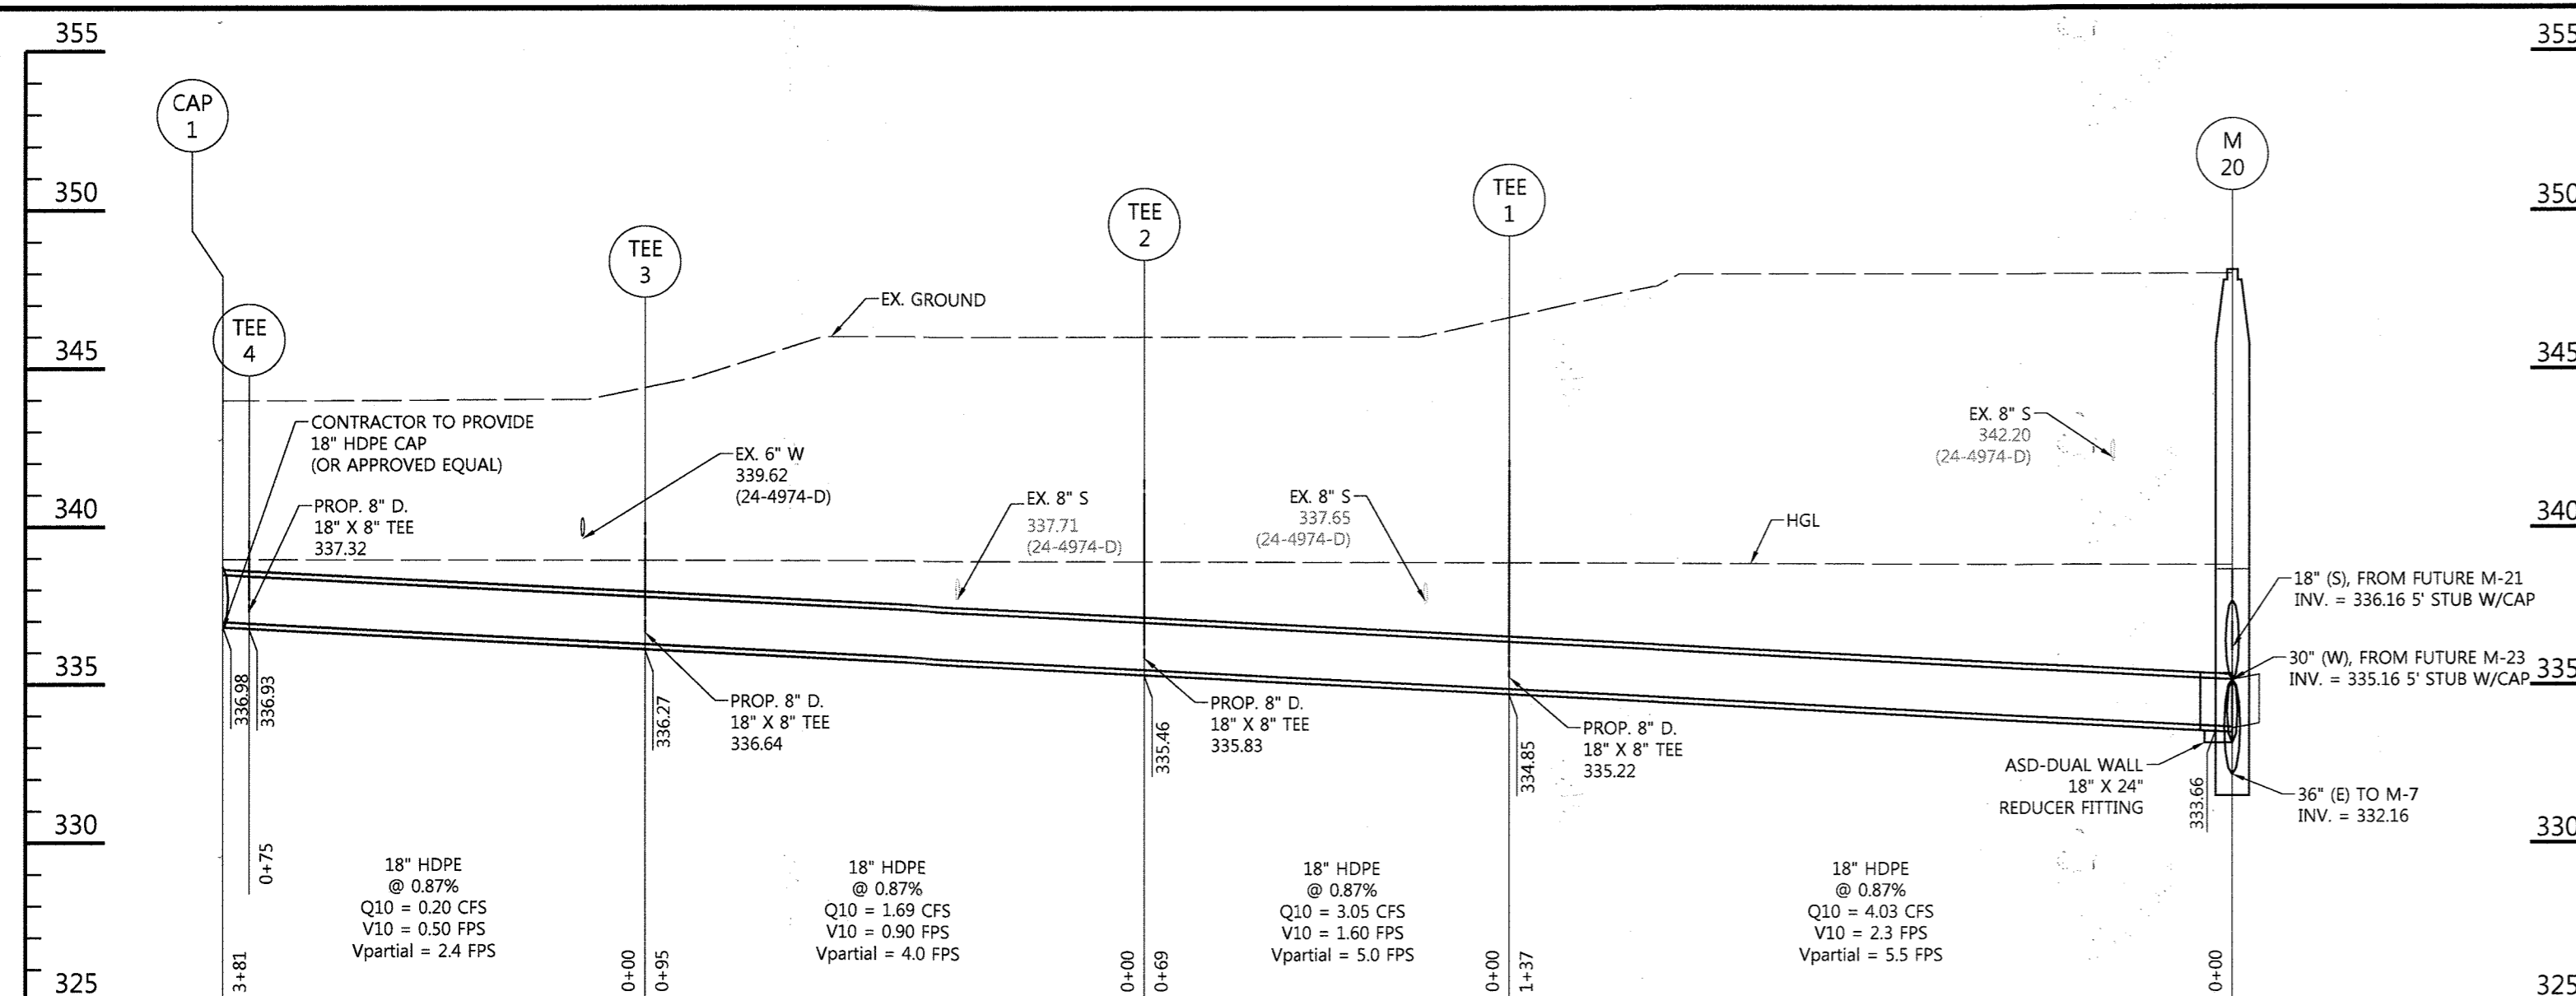 355
350
345
340
335
330
325
CAP
1
TEE
4
TEE
3
TEE
2
TEE
1
M
20
EX. GROUND
CONTRACTOR TO PROVIDE
18" HDPE CAP
(OR APPROVED EQUAL)
PROP. 8" D.
18" X 8" TEE
337.32
EX. 6" W
339.62
(24-4974-D)
EX. 8" S
337.71
(24-4974-D)
EX. 8" S
337.65
(24-4974-D)
EX. 8" S
342.20
(24-4974-D)
HGL
18" (S), FROM FUTURE M-21
INV. = 336.16 5' STUB W/CAP
30" (W), FROM FUTURE M-23
INV. = 335.16 5' STUB W/CAP
36" (E) TO M-7
INV. = 332.16
ASD-DUAL WALL
18" X 24"
REDUCER FITTING
333.66
336.98
336.93
336.27
PROP. 8" D.
18" X 8" TEE
336.64
335.46
PROP. 8" D.
18" X 8" TEE
335.83
334.85
PROP. 8" D.
18" X 8" TEE
335.22
0+75
18" HDPE
@ 0.87%
Q10 = 0.20 CFS
V10 = 0.50 FPS
Vpartial = 2.4 FPS
18" HDPE
@ 0.87%
Q10 = 1.69 CFS
V10 = 0.90 FPS
Vpartial = 4.0 FPS
18" HDPE
@ 0.87%
Q10 = 3.05 CFS
V10 = 1.60 FPS
Vpartial = 5.0 FPS
18" HDPE
@ 0.87%
Q10 = 4.03 CFS
V10 = 2.3 FPS
Vpartial = 5.5 FPS
3+81
0+00
0+95
0+00
0+69
0+00
1+37
0+00
355
350
345
340
335
330
325